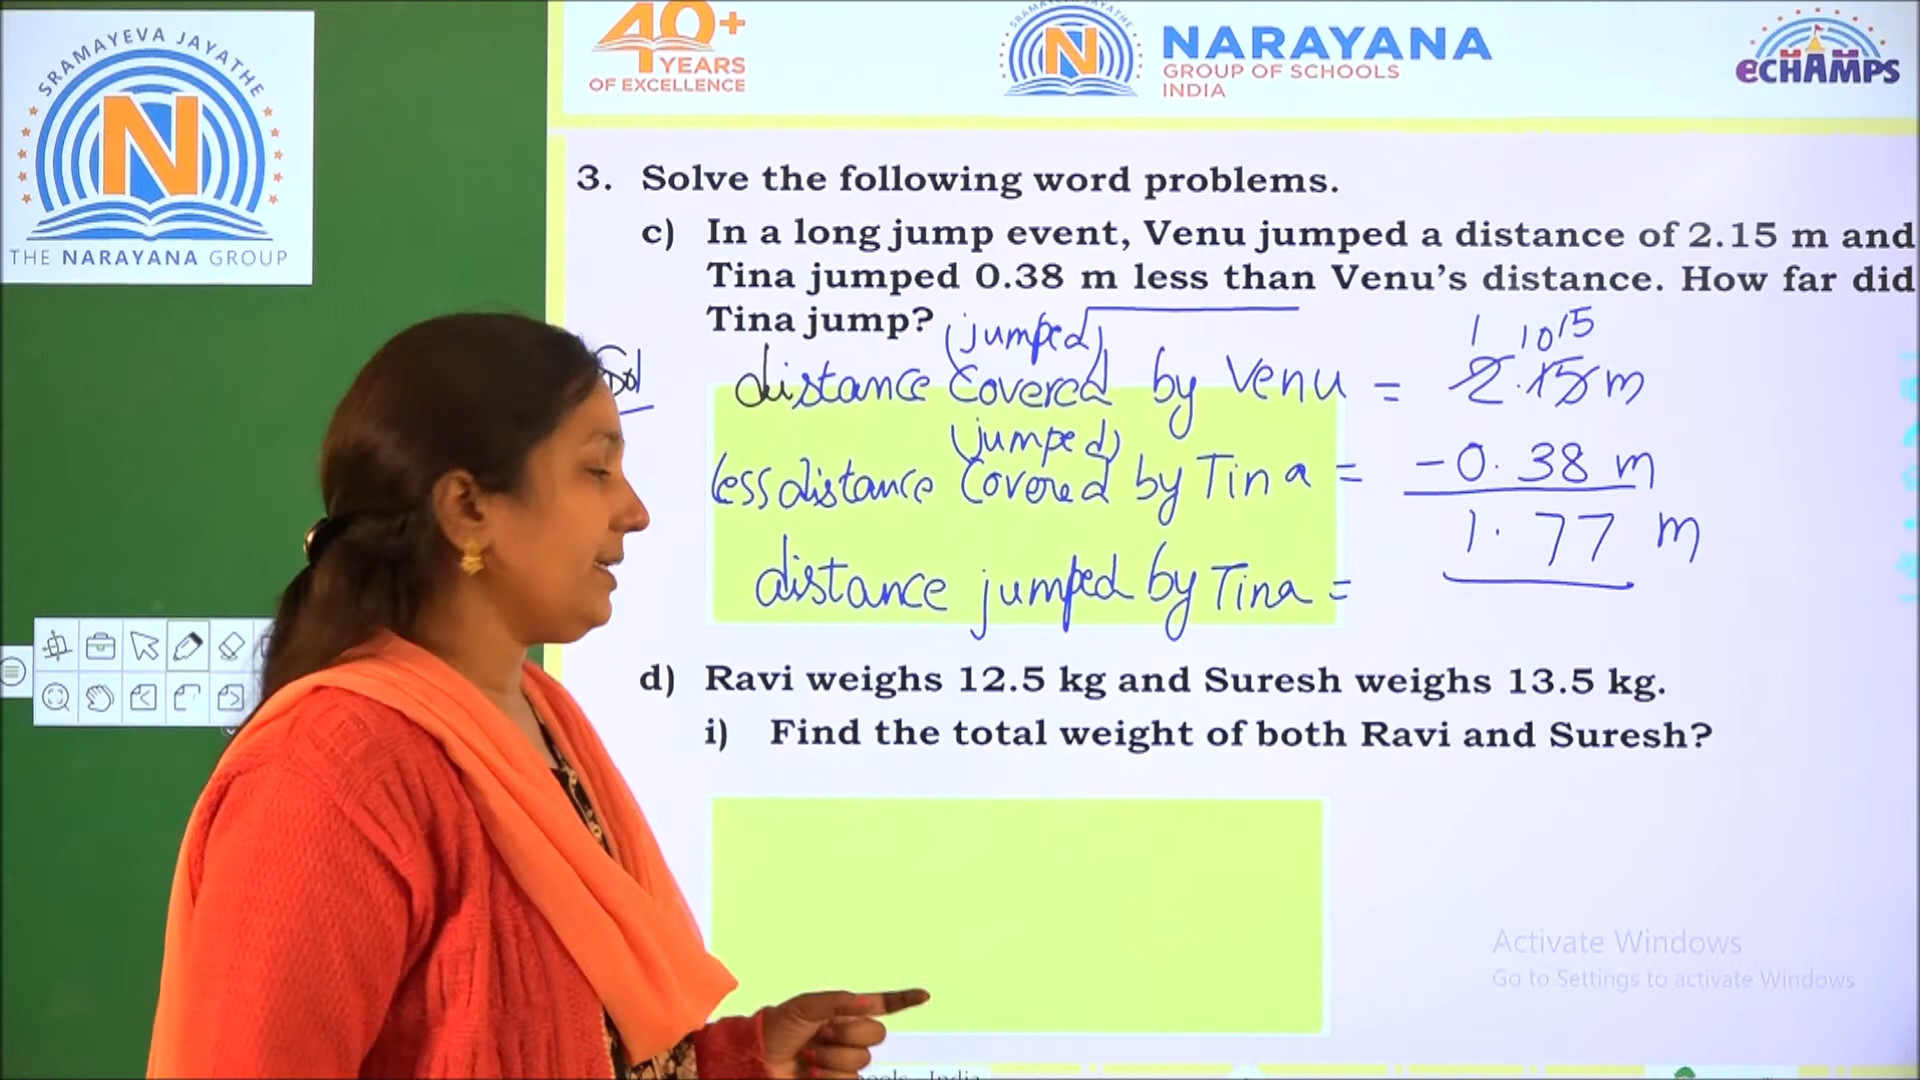 SRAMAYEVA JAYATHE
N
THE NARAYANA GROUP
40+
YEARS
OF EXCELLENCE
SRAMAYEVA JAYATHE
N
NARAYANA
GROUP OF SCHOOLS
INDIA
eCHAMPS
3. Solve the following word problems.
c) In a long jump event, Venu jumped a distance of 2.15 m and
Tina jumped 0.38 m less than Venu's distance. How far did
Tina jump?
(jumped)
1 10 15
Sol
distance covered by Venu = 2.15 m
(jumped)
less distance covered by Tina = -0.38 m
1.77 m
distance jumped by Tina =
d) Ravi weighs 12.5 kg and Suresh weighs 13.5 kg.
i) Find the total weight of both Ravi and Suresh?
Activate Windows
Go to Settings to activate Windows